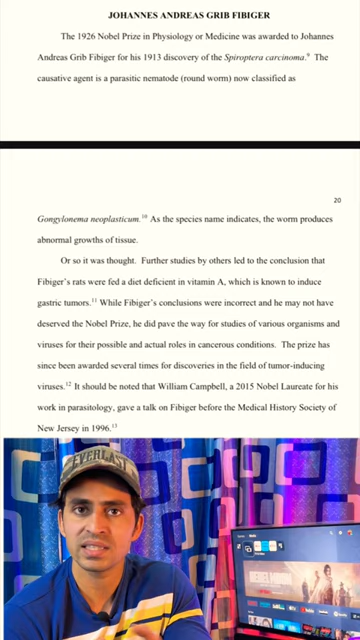 JOHANNES ANDREAS GRIB FIBIGER
The 1926 Nobel Prize in Physiology or Medicine was awarded to Johannes
Andreas Grib Fibiger for his 1913 discovery of the Spiroptera carcinoma.⁹ The
causative agent is a parasitic nematode (round worm) now classified as
20
Gongylonema neoplasticum.¹⁰ As the species name indicates, the worm produces
abnormal growths of tissue.
Or so it was thought. Further studies by others led to the conclusion that
Fibiger's rats were fed a diet deficient in vitamin A, which is known to induce
gastric tumors.¹¹ While Fibiger's conclusions were incorrect and he may not have
deserved the Nobel Prize, he did pave the way for studies of various organisms and
viruses for their possible and actual roles in cancerous conditions. The prize has
since been awarded several times for discoveries in the field of tumor-inducing
viruses.¹² It should be noted that William Campbell, a 2015 Nobel Laureate for his
work in parasitology, gave a talk on Fibiger before the Medical History Society of
New Jersey in 1996.¹³
EVERLAST